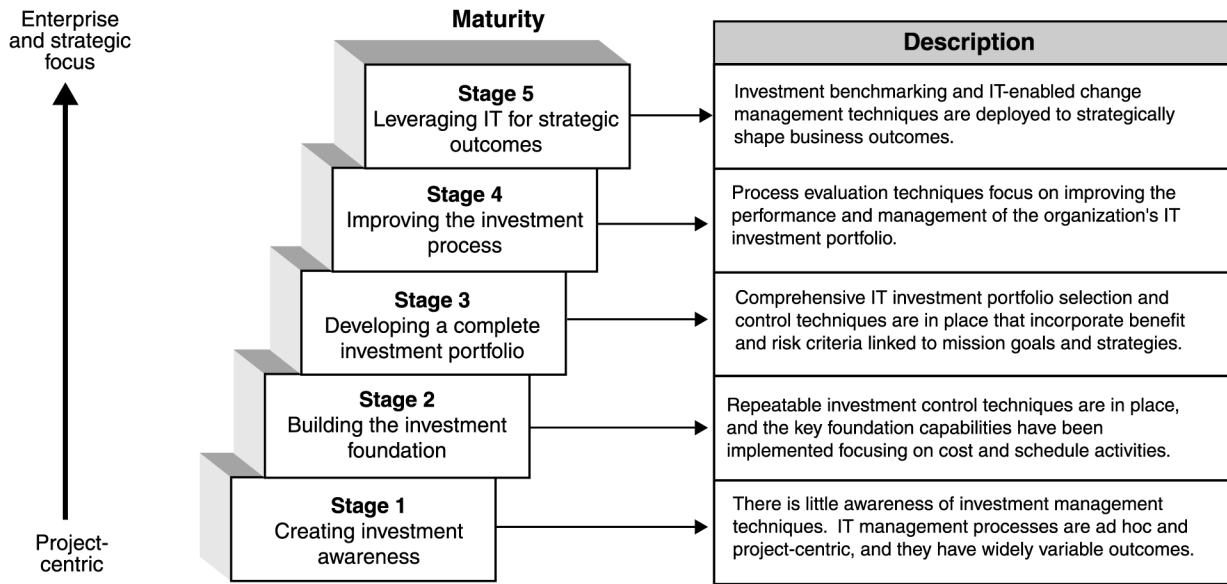 Enterprise
and strategic
focus
Project-
centric
Maturity
Description
Stage 5
Leveraging IT for strategic
outcomes
Investment benchmarking and IT-enabled change
management techniques are deployed to strategically
shape business outcomes.
Stage 4
Improving the investment
process
Process evaluation techniques focus on improving the
performance and management of the organization's IT
investment portfolio.
Stage 3
Developing a complete
investment portfolio
Comprehensive IT investment portfolio selection and
control techniques are in place that incorporate benefit
and risk criteria linked to mission goals and strategies.
Stage 2
Building the investment
foundation
Repeatable investment control techniques are in place,
and the key foundation capabilities have been
implemented focusing on cost and schedule activities.
Stage 1
Creating investment
awareness
There is little awareness of investment management
techniques.  IT management processes are ad hoc and
project-centric, and they have widely variable outcomes.